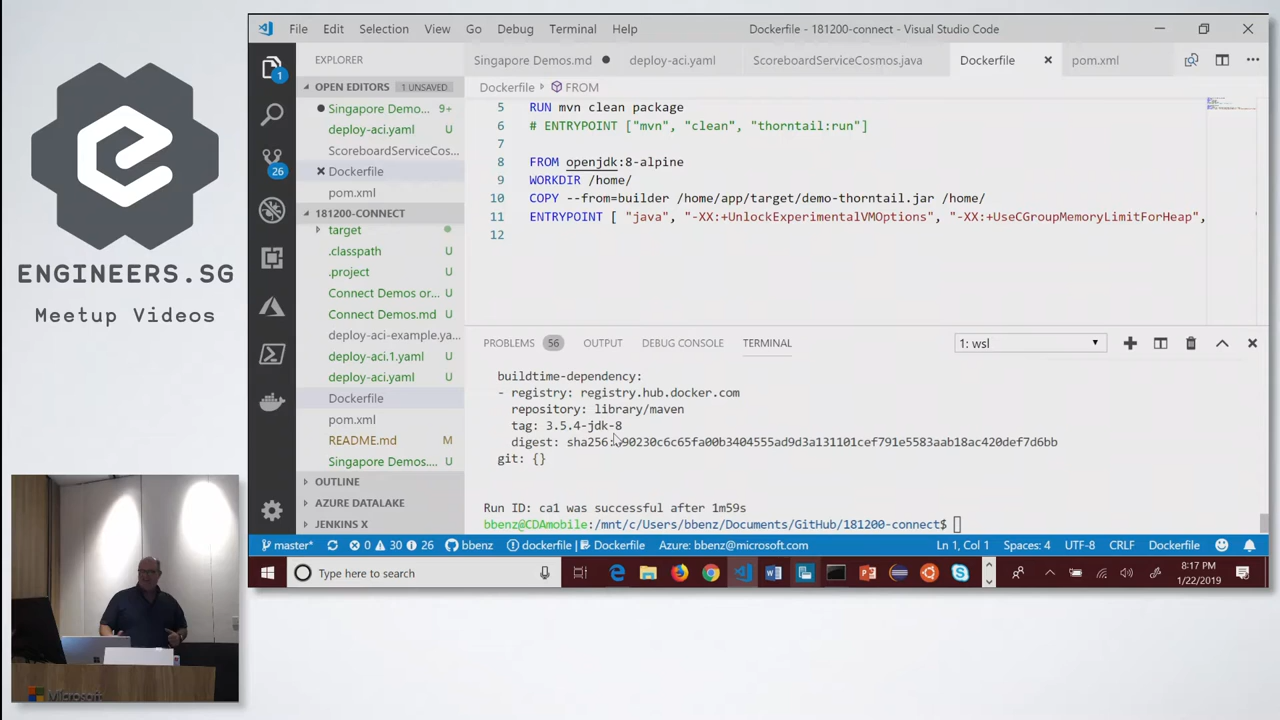 ENGINEERS.SG
Meetup Videos
File Edit Selection View Go Debug Terminal Help
Dockerfile - 181200-connect - Visual Studio Code
EXPLORER
OPEN EDITORS 1 UNSAVED
Singapore Demo... 9+
deploy-aci.yaml U
ScoreboardServiceCos...
Dockerfile
pom.xml
181200-CONNECT
target
.classpath U
.project U
Connect Demos or... U
Connect Demos.md U
deploy-aci-example.ya...
deploy-aci.1.yaml U
deploy-aci.yaml U
Dockerfile
pom.xml
README.md M
Singapore Demos.... U
OUTLINE
AZURE DATALAKE
JENKINS X
1
26
Singapore Demos.md
deploy-aci.yaml
ScoreboardServiceCosmos.java
Dockerfile
pom.xml
Dockerfile FROM
5 RUN mvn clean package
6 # ENTRYPOINT ["mvn", "clean", "thorntail:run"]
7
8 FROM openjdk:8-alpine
9 WORKDIR /home/
10 COPY --from=builder /home/app/target/demo-thorntail.jar /home/
11 ENTRYPOINT [ "java", "-XX:+UnlockExperimentalVMOptions", "-XX:+UseCGroupMemoryLimitForHeap",
12
PROBLEMS 56 OUTPUT DEBUG CONSOLE TERMINAL
1: wsl
buildtime-dependency:
- registry: registry.hub.docker.com
repository: library/maven
tag: 3.5.4-jdk-8
git: {}
Run ID: ca1 was successful after 1m59s
bbenz@CDAmobile:/mnt/c/Users/bbenz/Documents/GitHub/181200-connect$
master* 0 30 26 bbenz dockerfile Dockerfile Azure: bbenz@microsoft.com
Ln 1, Col 1 Spaces: 4 UTF-8 CRLF Dockerfile
Type here to search
8:17 PM
1/22/2019
Microsoft